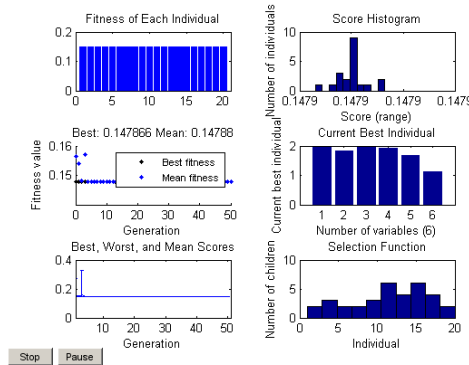 Fitness of Each Individual
0.2
0.1
0
0 5 10 15 20
Score Histogram
Number of individuals
10
5
0
0.1479 0.1479 0.1479 0.1479
Score (range)
Best: 0.147866 Mean: 0.14788
Fitness value
0.16
0.15
Best fitness
Mean fitness
0 10 20 30 40 50
Generation
Current Best Individual
Current best individual
2
1
0
1 2 3 4 5 6
Number of variables (6)
Best, Worst, and Mean Scores
0.4
0.2
0
10 20 30 40 50
Generation
Selection Function
Number of children
10
5
0
0 5 10 15 20
Individual
Stop
Pause